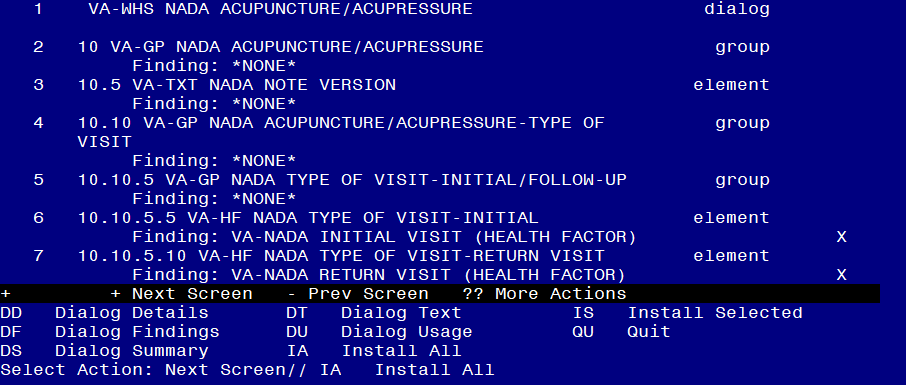 1 VA-WHS NADA ACUPUNCTURE/ACUPRESSURE dialog
2 10 VA-GP NADA ACUPUNCTURE/ACUPRESSURE group
Finding: *NONE*
3 10.5 VA-TXT NADA NOTE VERSION element
Finding: *NONE*
4 10.10 VA-GP NADA ACUPUNCTURE/ACUPRESSURE-TYPE OF group
VISIT
Finding: *NONE*
5 10.10.5 VA-GP NADA TYPE OF VISIT-INITIAL/FOLLOW-UP group
Finding: *NONE*
6 10.10.5.5 VA-HF NADA TYPE OF VISIT-INITIAL element
Finding: VA-NADA INITIAL VISIT (HEALTH FACTOR) X
7 10.10.5.10 VA-HF NADA TYPE OF VISIT-RETURN VISIT element
Finding: VA-NADA RETURN VISIT (HEALTH FACTOR) X
+ + Next Screen - Prev Screen ?? More Actions
DD Dialog Details DT Dialog Text IS Install Selected
DF Dialog Findings DU Dialog Usage QU Quit
DS Dialog Summary IA Install All
Select Action: Next Screen// IA Install All